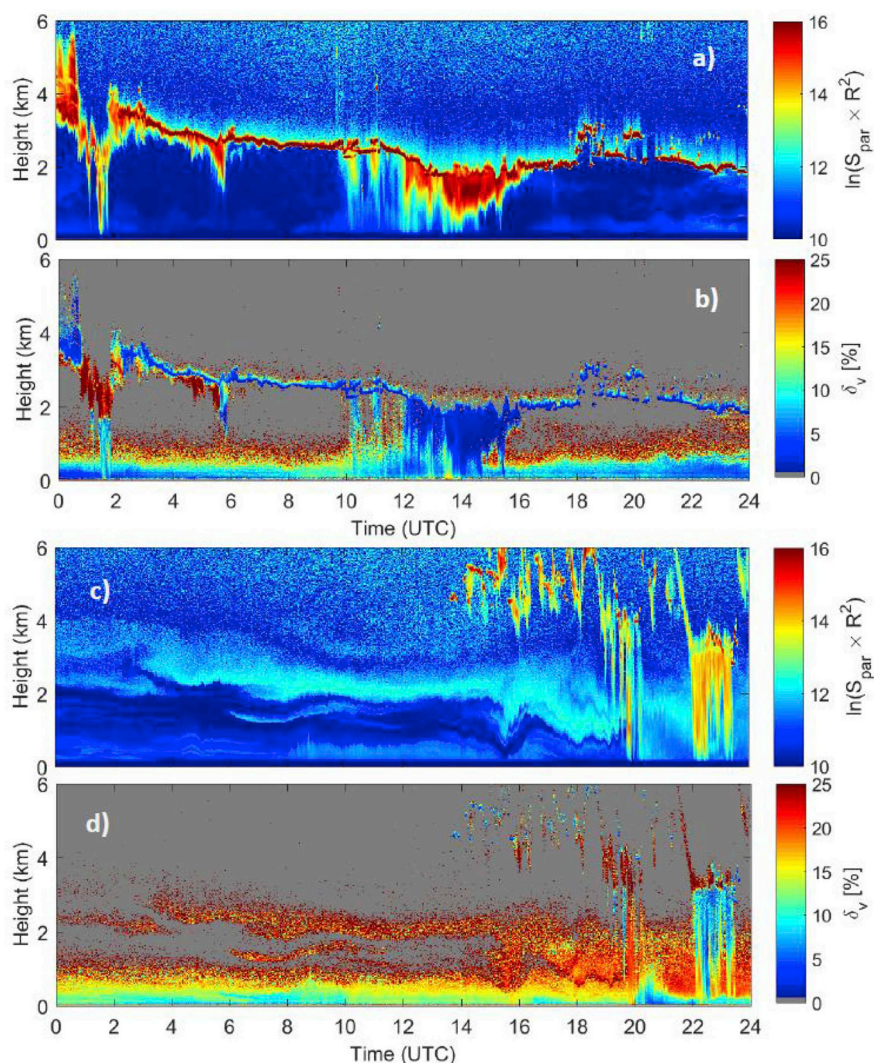 a)
6
4
2
0
Height (km)
16
14
12
10
ln(S_par × R²)
b)
6
4
2
0
Height (km)
25
20
15
10
5
0
δ_v [%]
0 2 4 6 8 10 12 14 16 18 20 22 24
Time (UTC)
c)
6
4
2
0
Height (km)
16
14
12
10
ln(S_par × R²)
d)
6
4
2
0
Height (km)
25
20
15
10
5
0
δ_v [%]
0 2 4 6 8 10 12 14 16 18 20 22 24
Time (UTC)